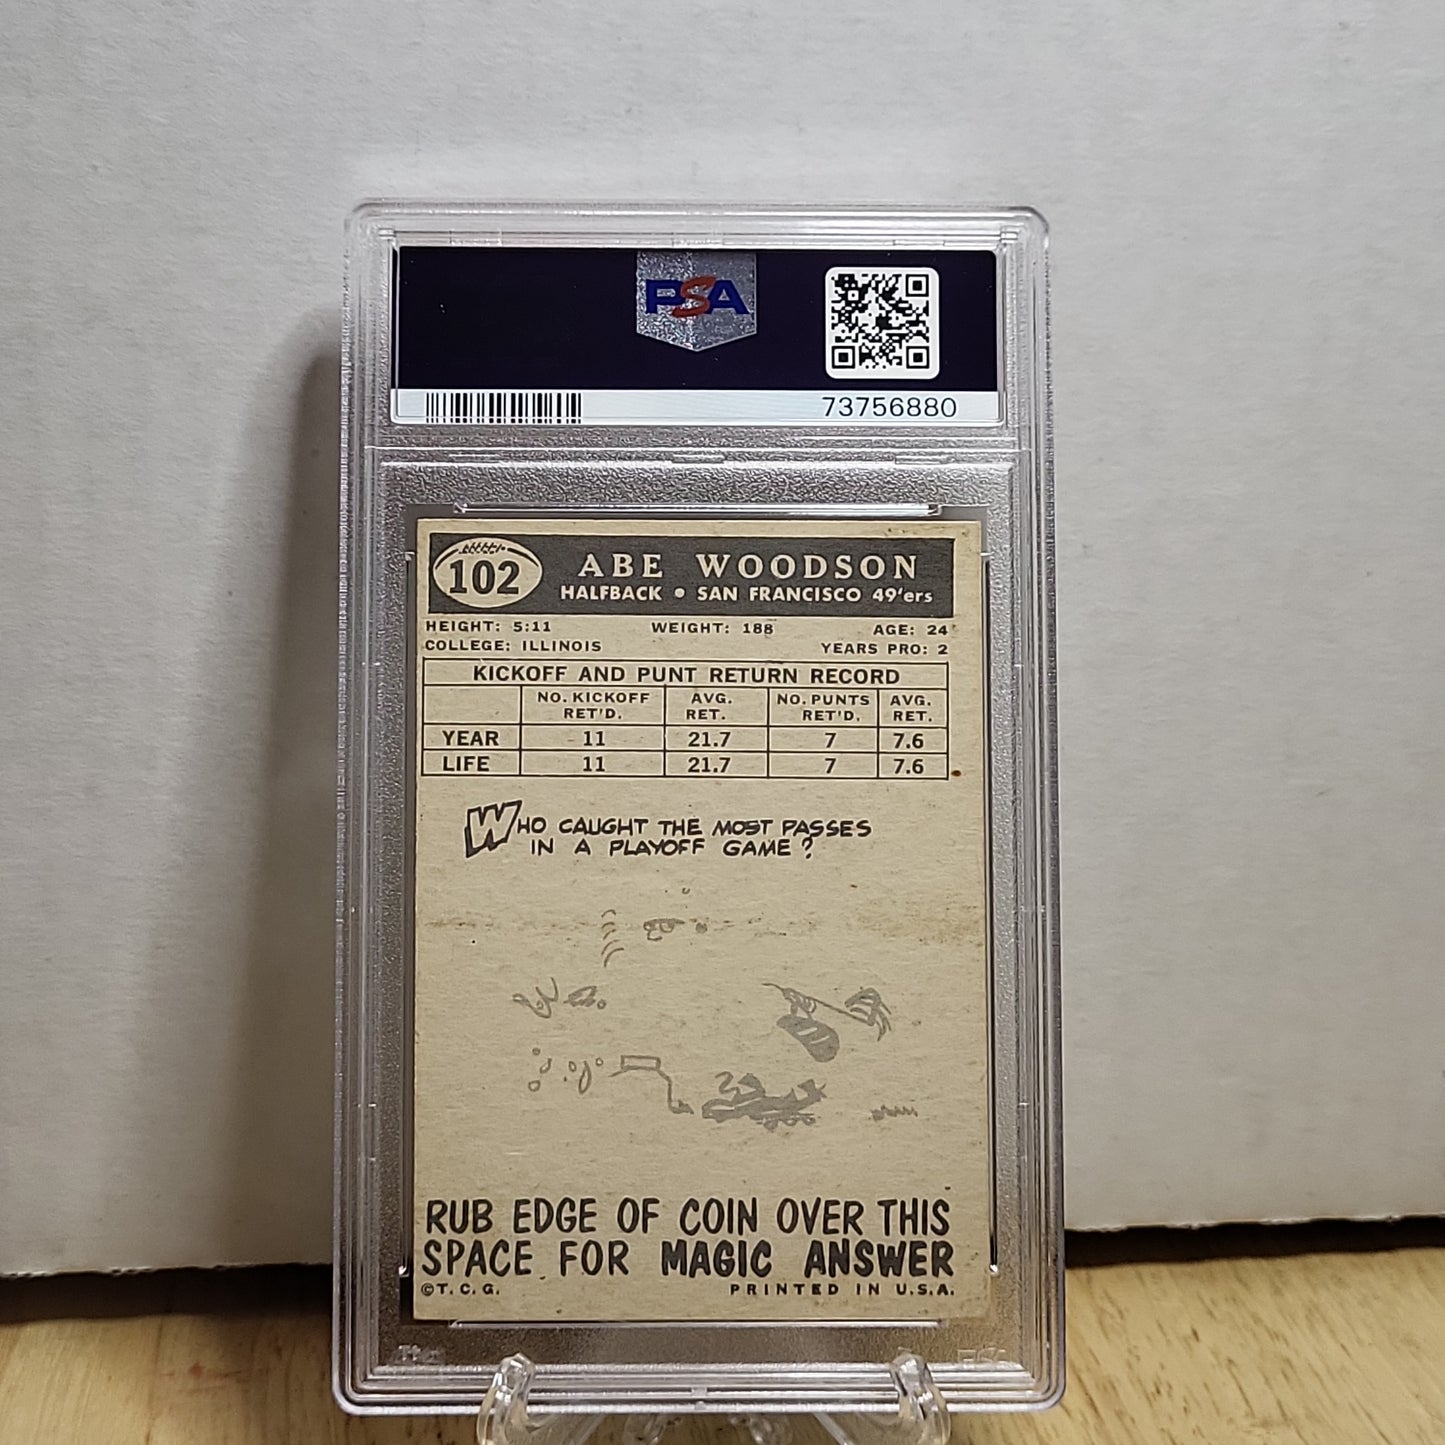 PSA
73756880
102
ABE WOODSON
HALFBACK • SAN FRANCISCO 49'ers
HEIGHT: 5:11 WEIGHT: 188 AGE: 24
COLLEGE: ILLINOIS YEARS PRO: 2
KICKOFF AND PUNT RETURN RECORD
NO. KICKOFF RET'D. AVG. RET. NO. PUNTS RET'D. AVG. RET.
YEAR 11 21.7 7 7.6
LIFE 11 21.7 7 7.6
WHO CAUGHT THE MOST PASSES
IN A PLAYOFF GAME?
RUB EDGE OF COIN OVER THIS
SPACE FOR MAGIC ANSWER
©T. C. G. PRINTED IN U.S.A.